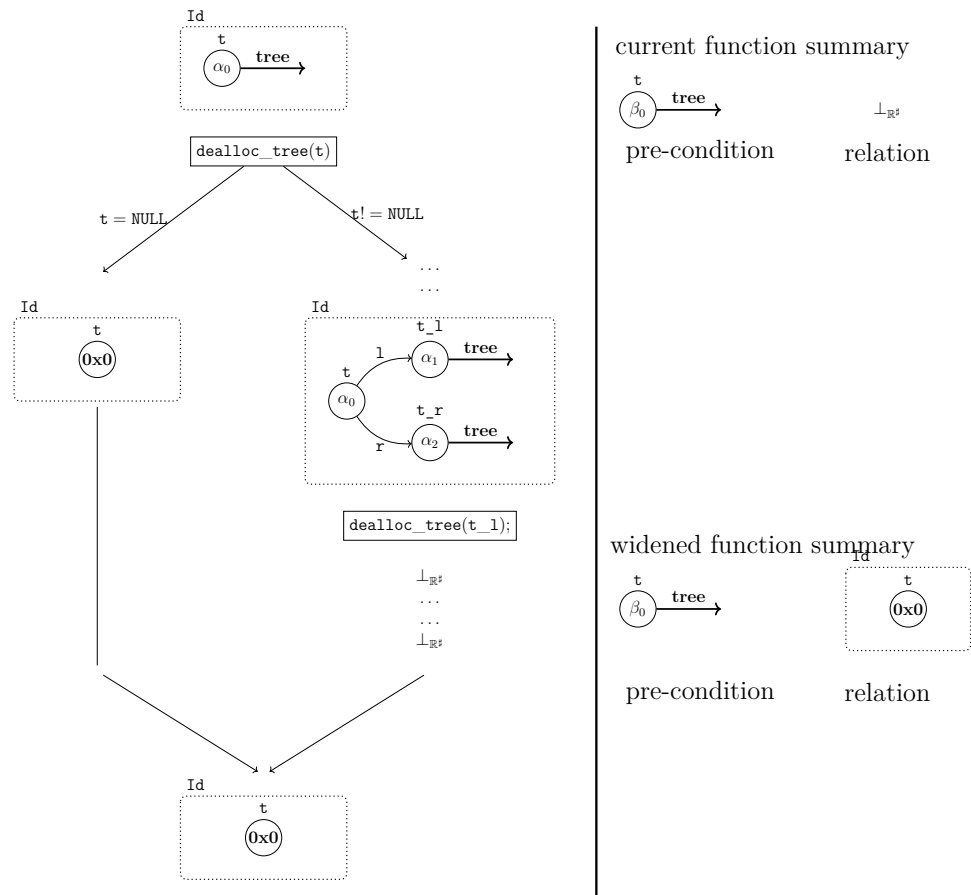 Id
t
α₀ tree
dealloc_tree(t)
t = NULL
t! = NULL
...
...
Id
t
0x0
Id
t_l
l
α₁ tree
t
α₀
t_r
r
α₂ tree
dealloc_tree(t_l);
⊥ℝ♯
...
...
⊥ℝ♯
Id
t
0x0
current function summary
t
β₀ tree
⊥ℝ♯
pre-condition relation
widened function summary
Id
t
β₀ tree
t
0x0
pre-condition relation